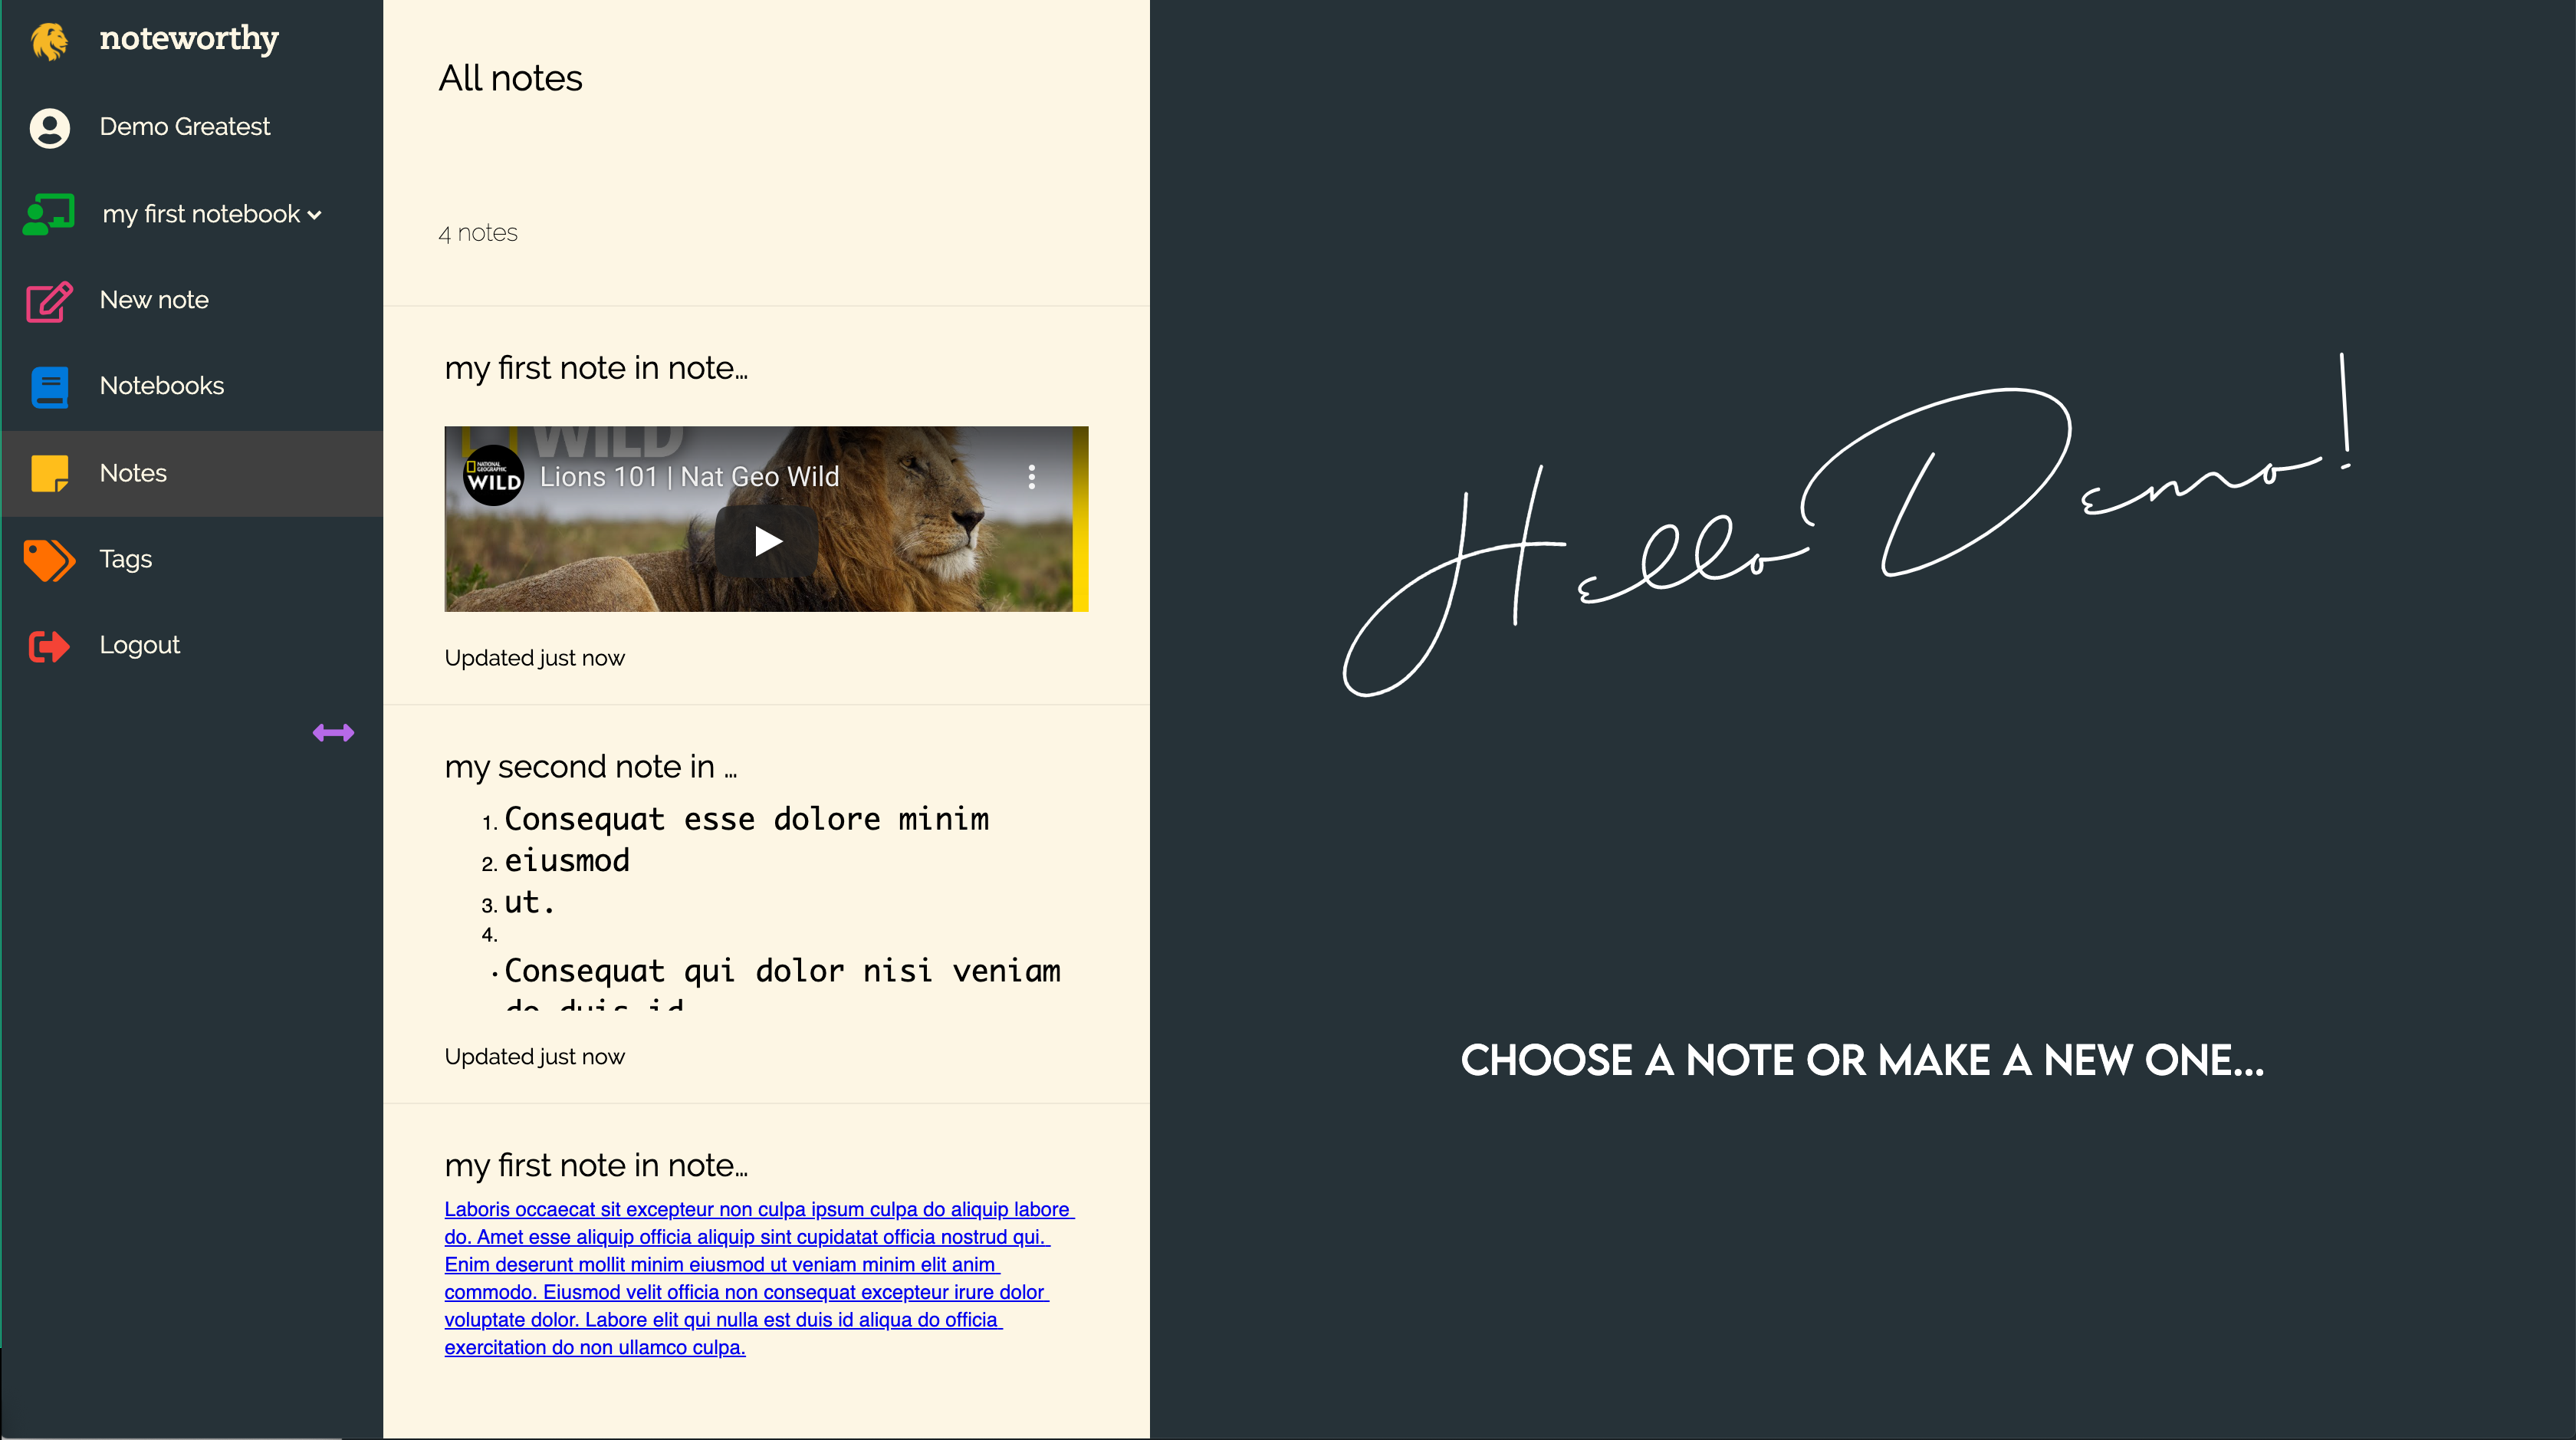 noteworthy
Demo Greatest
my first notebook
New note
Notebooks
Notes
Tags
Logout
All notes
4 notes
my first note in note...
WILD
NATIONAL
GEOGRAPHIC
WILD
Lions 101 | Nat Geo Wild
Updated just now
my second note in ...
1. Consequat esse dolore minim
2. eiusmod
3. ut.
4.
• Consequat qui dolor nisi veniam
do duis id
Updated just now
my first note in note...
Laboris occaecat sit excepteur non culpa ipsum culpa do aliquip labore
do. Amet esse aliquip officia aliquip sint cupidatat officia nostrud qui.
Enim deserunt mollit minim eiusmod ut veniam minim elit anim
commodo. Eiusmod velit officia non consequat excepteur irure dolor
voluptate dolor. Labore elit qui nulla est duis id aliqua do officia
exercitation do non ullamco culpa.
Hello Demo!
CHOOSE A NOTE OR MAKE A NEW ONE...